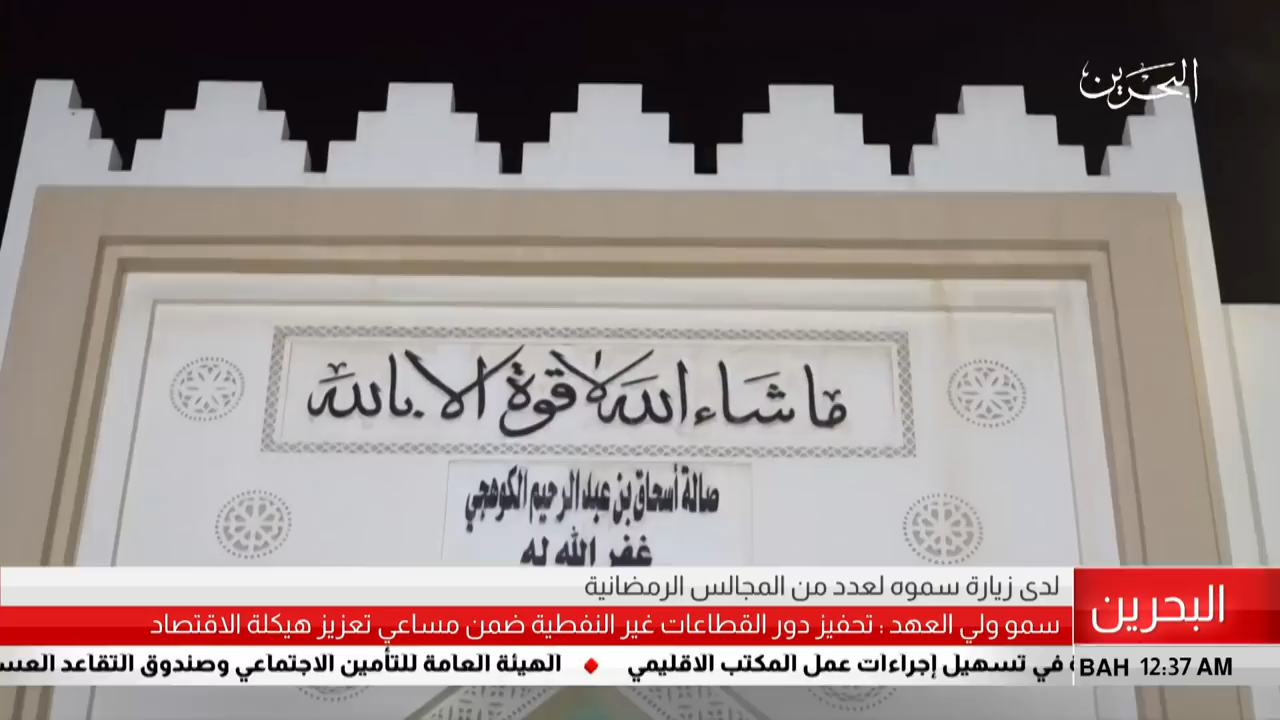 البحرين
ما شاء الله لا قوة الا بالله
صالة أسحاق بن عبد الرحيم الكوهجي
غفر الله له
لدى زيارة سموه لعدد من المجالس الرمضانية
البحرين
سمو ولي العهد : تحفيز دور القطاعات غير النفطية ضمن مساعي تعزيز هيكلة الاقتصاد
في تسهيل إجراءات عمل المكتب الاقليمي ♦ الهيئة العامة للتأمين الاجتماعي وصندوق التقاعد
BAH 12:37 AM